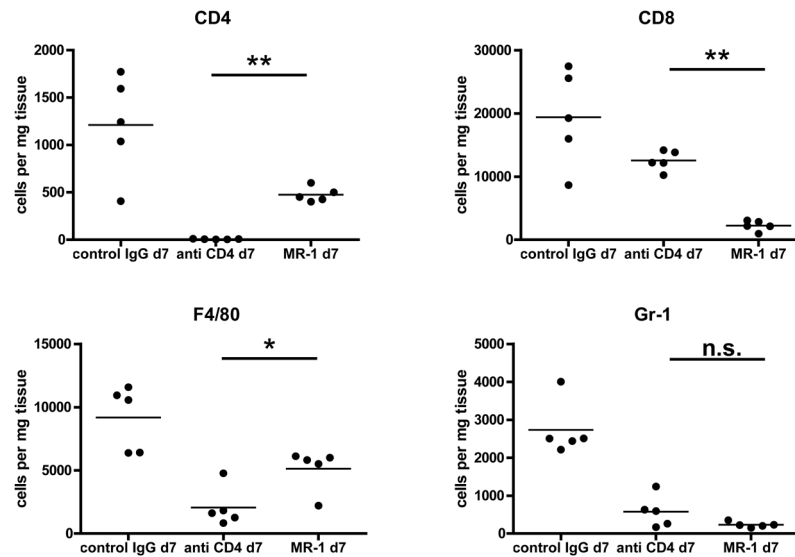 CD4
cells per mg tissue
2000
1500
1000
500
0
**
control IgG d7 anti CD4 d7 MR-1 d7
CD8
cells per mg tissue
30000
20000
10000
0
**
control IgG d7 anti CD4 d7 MR-1 d7
F4/80
cells per mg tissue
15000
10000
5000
0
*
control IgG d7 anti CD4 d7 MR-1 d7
Gr-1
cells per mg tissue
5000
4000
3000
2000
1000
0
n.s.
control IgG d7 anti CD4 d7 MR-1 d7